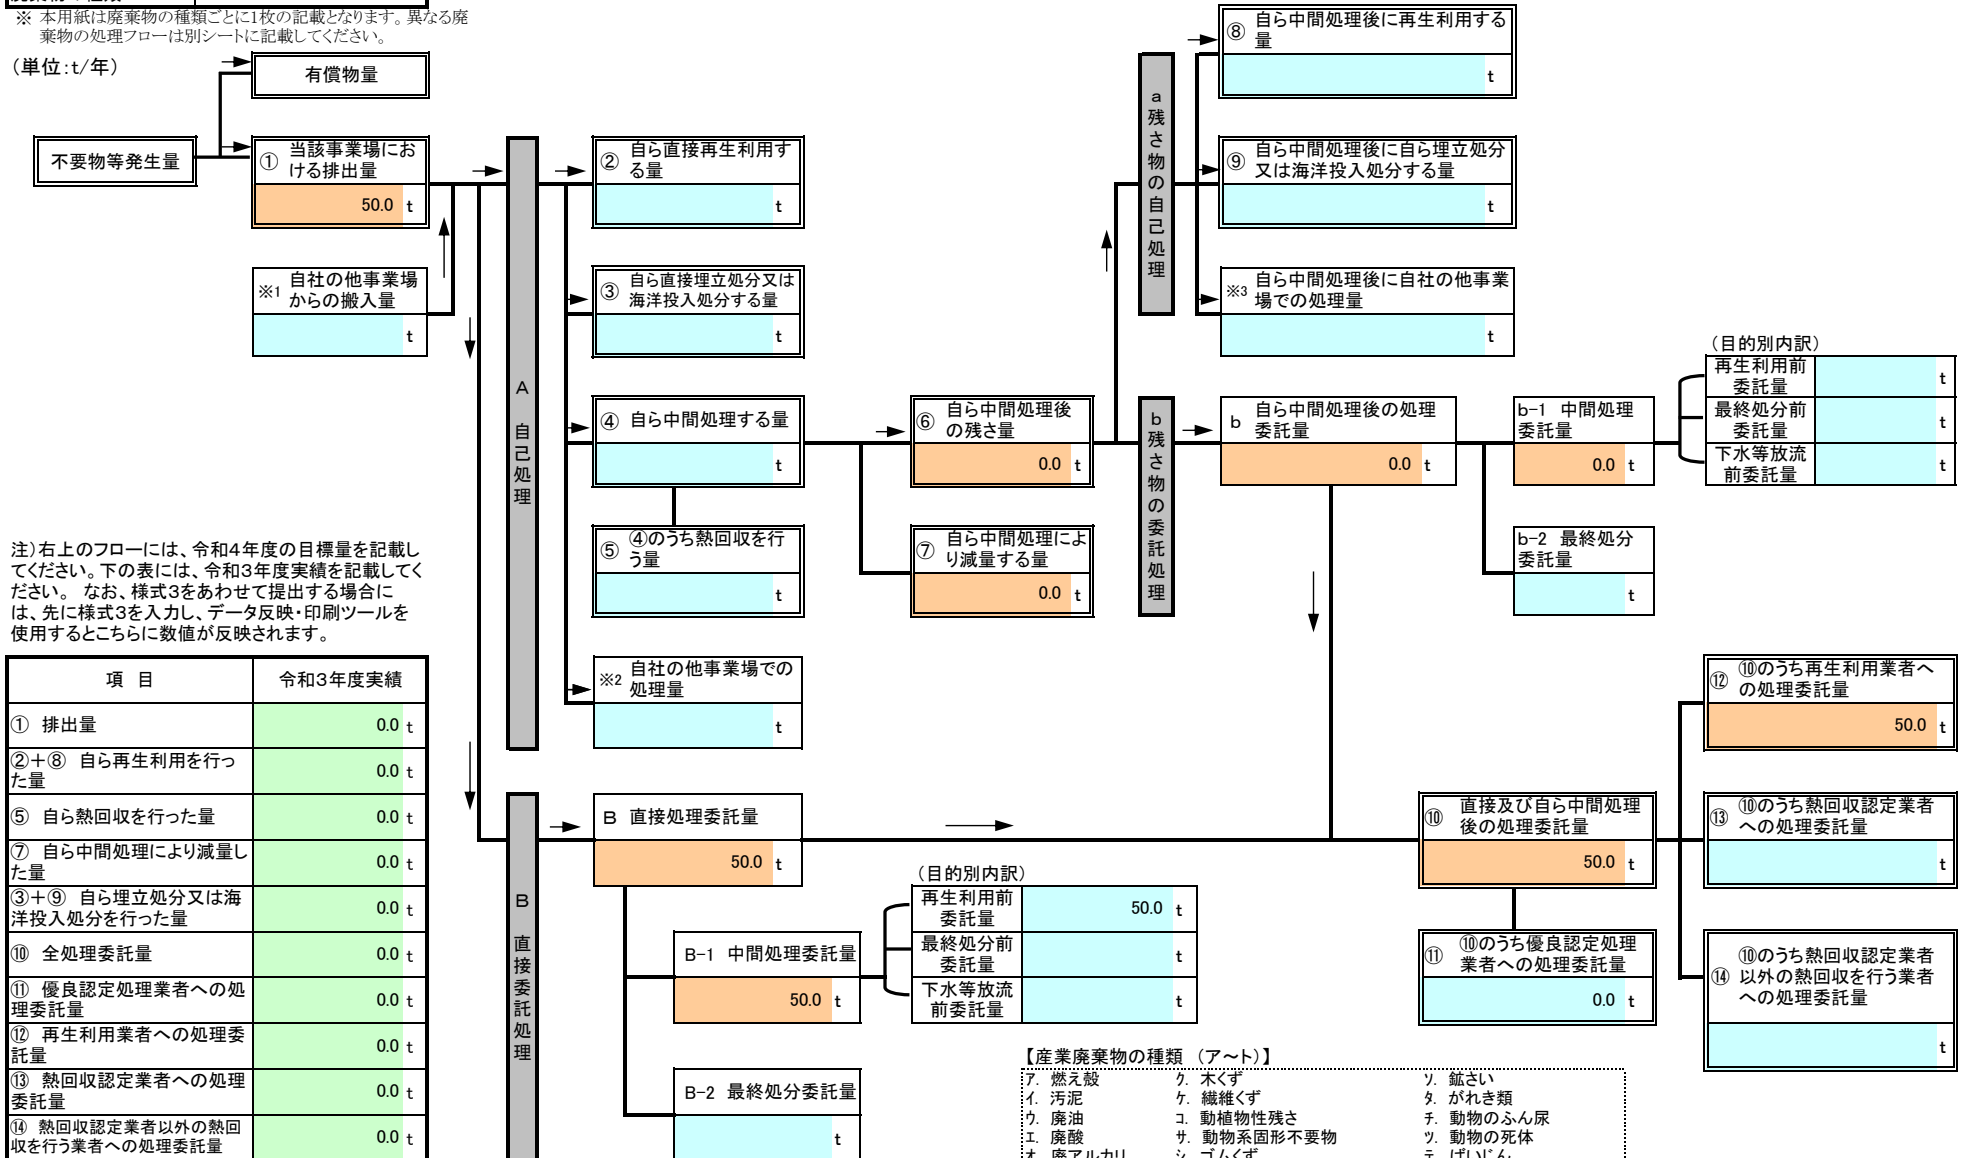 ※ 本用紙は廃棄物の種類ごとに1枚の記載となります。異なる廃
棄物の処理フローは別シートに記載してください。
(単位:t/年)
有償物量
不要物等発生量
① 当該事業場にお
ける排出量
50.0 t
※1 自社の他事業場
からの搬入量
t
A 自己処理
② 自ら直接再生利用す
る量
t
③ 自ら直接埋立処分又は
海洋投入処分する量
t
④ 自ら中間処理する量
t
⑤ ④のうち熱回収を行
う量
t
※2 自社の他事業場での
処理量
t
⑥ 自ら中間処理後
の残さ量
0.0 t
⑦ 自ら中間処理によ
り減量する量
0.0 t
a 残さ物の自己処理
⑧ 自ら中間処理後に再生利用する
量
t
⑨ 自ら中間処理後に自ら埋立処分
又は海洋投入処分する量
t
※3 自ら中間処理後に自社の他事業
場での処理量
t
b 残さ物の委託処理
b 自ら中間処理後の処理
委託量
0.0 t
b-1 中間処理
委託量
0.0 t
(目的別内訳)
再生利用前
委託量
t
最終処分前
委託量
t
下水等放流
前委託量
t
b-2 最終処分
委託量
t
注)右上のフローには、令和4年度の目標量を記載し
てください。下の表には、令和3年度実績を記載してく
ださい。 なお、様式3をあわせて提出する場合に
は、先に様式3を入力し、データ反映・印刷ツールを
使用するとこちらに数値が反映されます。
項 目 令和3年度実績
① 排出量 0.0 t
②+⑧ 自ら再生利用を行っ
た量 0.0 t
⑤ 自ら熱回収を行った量 0.0 t
⑦ 自ら中間処理により減量し
た量 0.0 t
③+⑨ 自ら埋立処分又は海
洋投入処分を行った量 0.0 t
⑩ 全処理委託量 0.0 t
⑪ 優良認定処理業者への処
理委託量 0.0 t
⑫ 再生利用業者への処理委
託量 0.0 t
⑬ 熱回収認定業者への処理
委託量 0.0 t
⑭ 熱回収認定業者以外の熱回
収を行う業者への処理委託量 0.0 t
B 直接委託処理
B 直接処理委託量
50.0 t
B-1 中間処理委託量
50.0 t
(目的別内訳)
再生利用前
委託量
50.0 t
最終処分前
委託量
t
下水等放流
前委託量
t
B-2 最終処分委託量
t
⑩ 直接及び自ら中間処理
後の処理委託量
50.0 t
⑪ ⑩のうち優良認定処理
業者への処理委託量
0.0 t
⑫ ⑩のうち再生利用業者へ
の処理委託量
50.0 t
⑬ ⑩のうち熱回収認定業者
への処理委託量
t
⑭ ⑩のうち熱回収認定業者
以外の熱回収を行う業者
への処理委託量
t
【産業廃棄物の種類 (ア~ト)】
ア. 燃え殻 ク. 木くず ソ. 鉱さい
イ. 汚泥 ケ. 繊維くず タ. がれき類
ウ. 廃油 コ. 動植物性残さ チ. 動物のふん尿
エ. 廃酸 サ. 動物系固形不要物 ツ. 動物の死体
オ. 廃アルカリ シ. ゴムくず テ. ばいじん